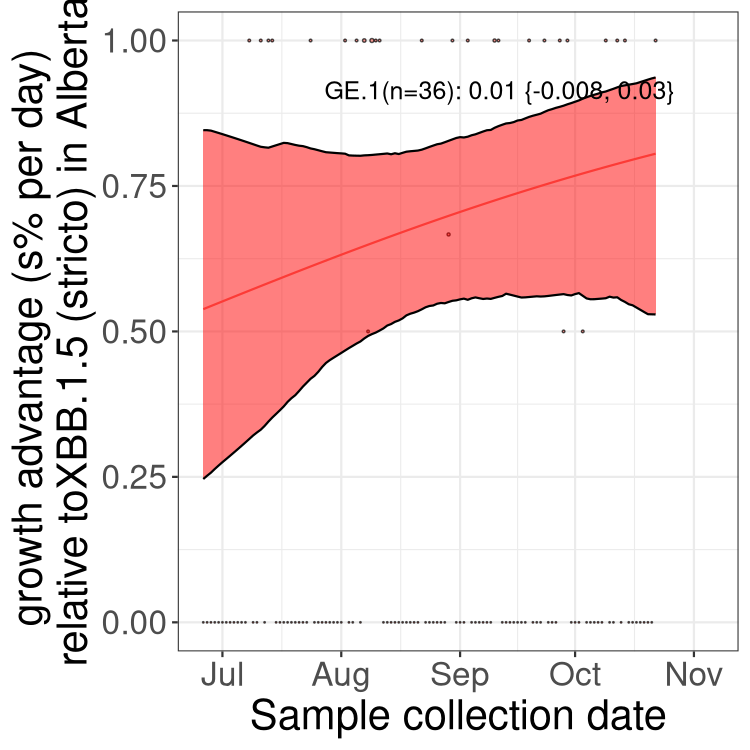 growth advantage (s% per day)
relative toXBB.1.5 (stricto) in Alberta
1.00
0.75
0.50
0.25
0.00
GE.1(n=36): 0.01 {-0.008, 0.03}
Jul Aug Sep Oct Nov
Sample collection date